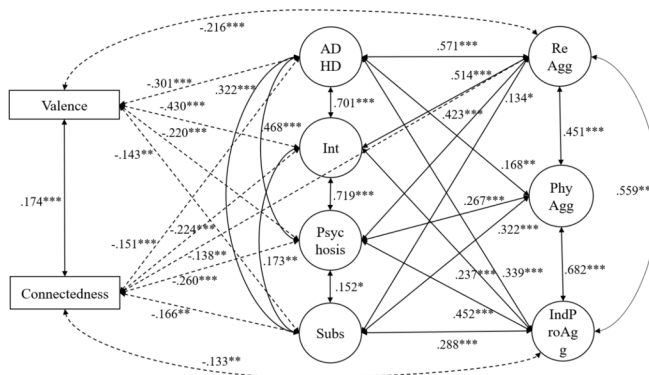 -.216***
AD
HD
.571***
Re
Agg
-.301***
.322***
.514***
.134*
Valence
-.430***
.701***
.423***
.451***
-.220***
.468***
-.143**
Int
.168**
.174***
.719***
.267***
Phy
Agg
.559**
-.224***
.322***
-.151***
-.138**
Psyc
hosis
.173**
.237***
.339***
.682***
-.260***
Connectedness
.152*
.452***
-.166**
Subs
.288***
IndP
roAg
g
-.133**